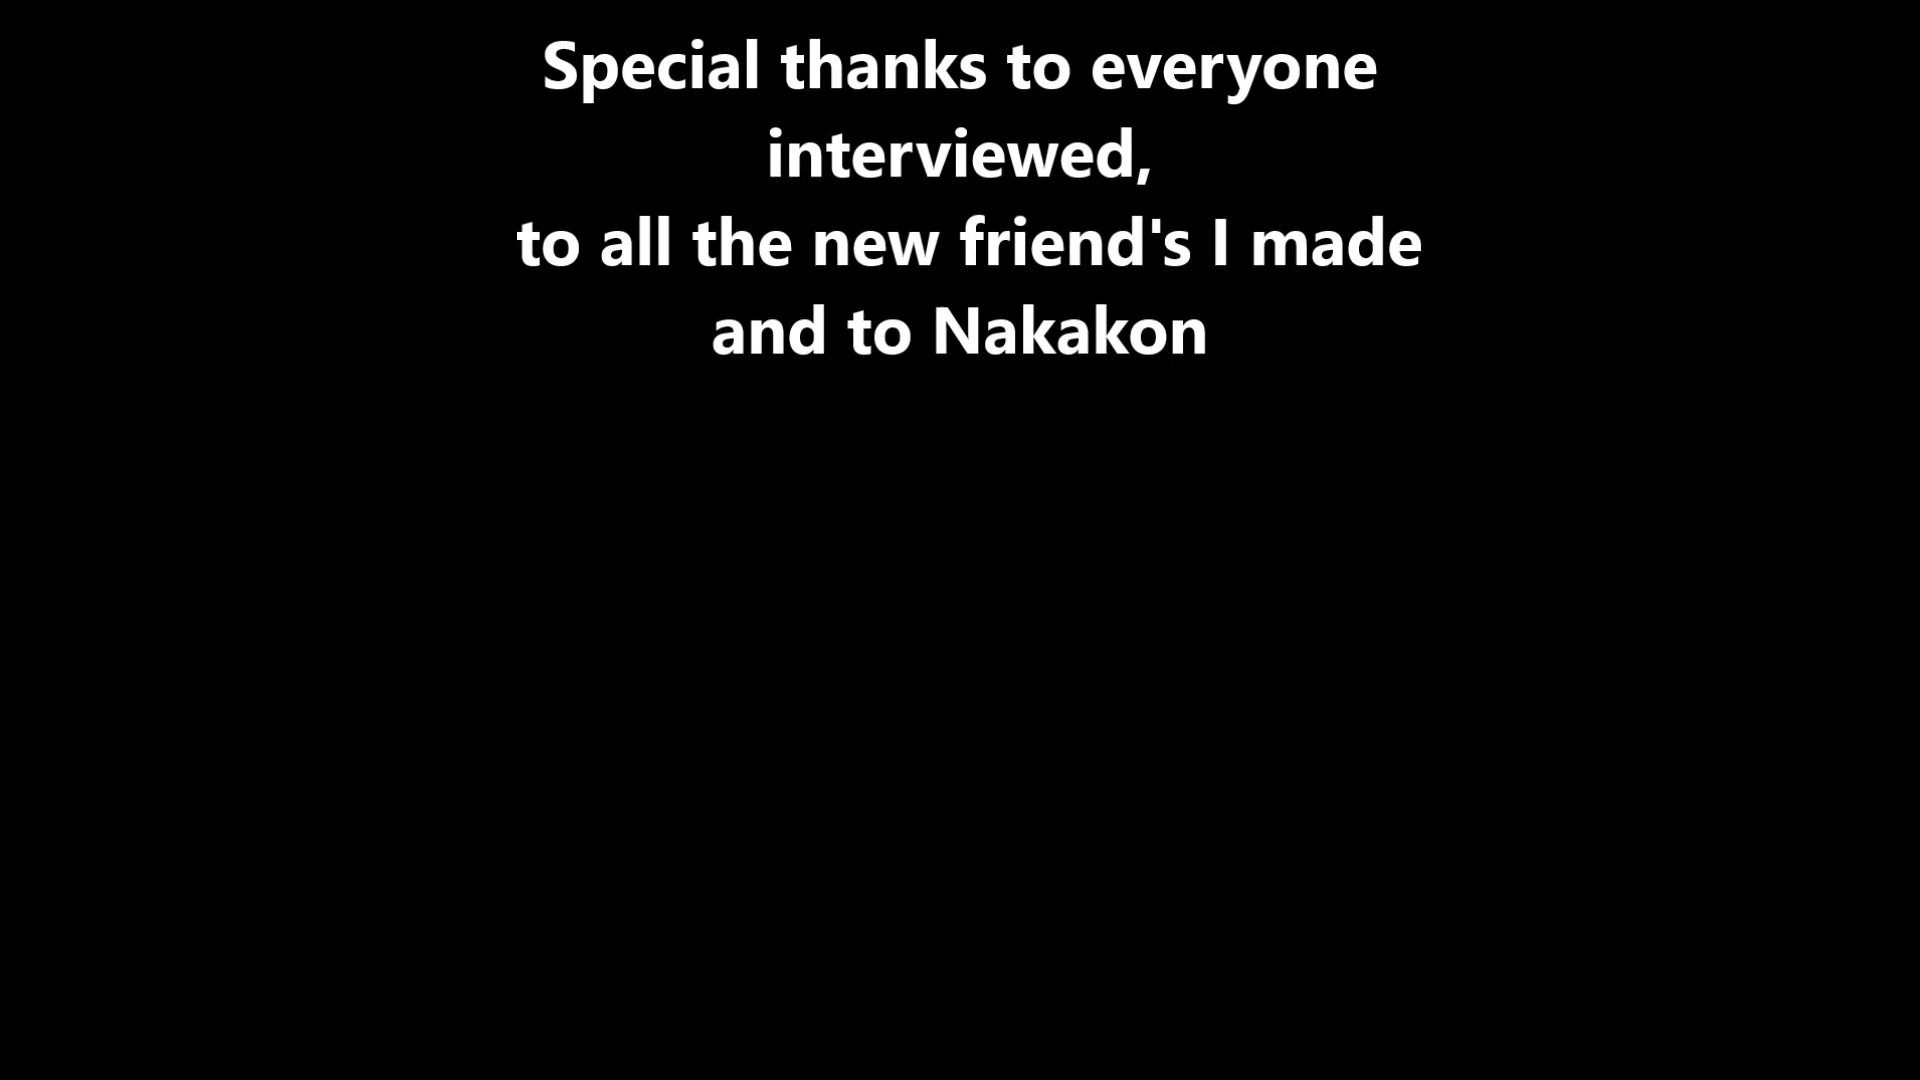 Special thanks to everyone
interviewed,
to all the new friend's I made
and to Nakakon